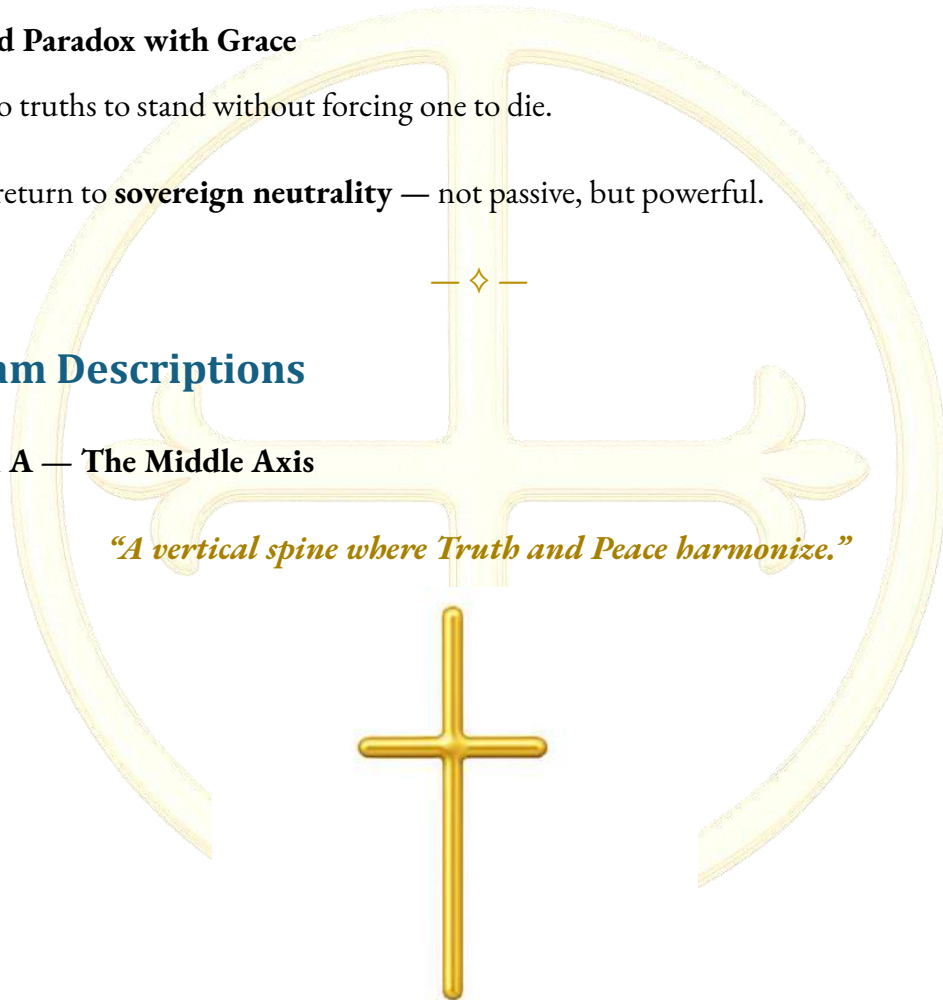 d Paradox with Grace
o truths to stand without forcing one to die.
return to sovereign neutrality — not passive, but powerful.
— ✧ —
am Descriptions
A — The Middle Axis
“A vertical spine where Truth and Peace harmonize.”